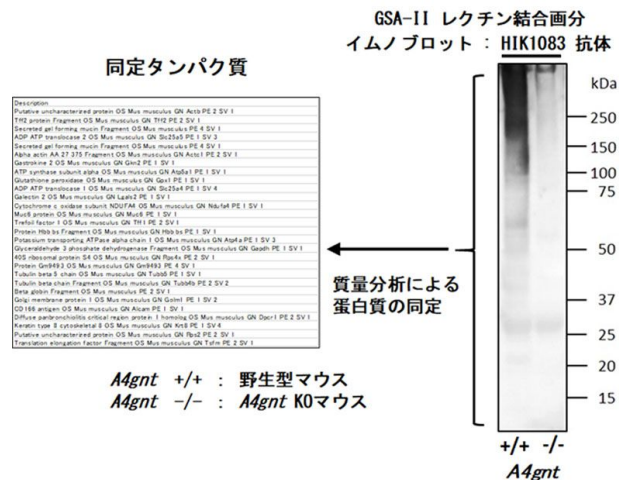 GSA-II レクチン結合画分
イムノブロット : HIK1083 抗体
同定タンパク質
Description
Putative uncharacterized protein OS Mus musculus GN Actb PE 2 SV 1
Tff2 protein Fragment OS Mus musculus GN Tff2 PE 2 SV 1
Secreted gel forming mucin Fragment OS Mus musculus PE 4 SV 1
ADP ATP translocase 2 OS Mus musculus GN Slc25a5 PE 1 SV 3
Secreted gel forming mucin Fragment OS Mus musculus PE 4 SV 1
Alpha actin AA 27 375 Fragment OS Mus musculus GN Actc1 PE 2 SV 1
Gastrokine 2 OS Mus musculus GN Gkn2 PE 1 SV 1
ATP synthase subunit alpha OS Mus musculus GN Atp5a1 PE 1 SV 1
Glutathione peroxidase OS Mus musculus GN Gpx1 PE 1 SV 1
ADP ATP translocase 1 OS Mus musculus GN Slc25a4 PE 1 SV 4
Galectin 2 OS Mus musculus GN Lgals2 PE 1 SV 1
Cytochrome c oxidase subunit NDUFA4 OS Mus musculus GN Ndufa4 PE 1 SV 1
Muc6 protein OS Mus musculus GN Muc6 PE 1 SV 1
Trefoil factor 1 OS Mus musculus GN Tff1 PE 2 SV 1
Protein Hbb bs Fragment OS Mus musculus GN Hbb bs PE 1 SV 1
Potassium transporting ATPase alpha chain 1 OS Mus musculus GN Atp4a PE 1 SV 3
Glyceraldehyde 3 phosphate dehydrogenase Fragment OS Mus musculus GN Gapdh PE 1 SV 1
40S ribosomal protein S4 OS Mus musculus GN Rps4x PE 2 SV 1
Protein Gm9493 OS Mus musculus GN Gm9493 PE 4 SV 1
Tubulin beta 5 chain OS Mus musculus GN Tubb5 PE 1 SV 1
Tubulin beta chain Fragment OS Mus musculus GN Tubb4b PE 2 SV 2
Beta globin Fragment OS Mus musculus PE 2 SV 1
Golgi membrane protein 1 OS Mus musculus GN Golm1 PE 1 SV 2
CD166 antigen OS Mus musculus GN Alcam PE 1 SV 1
Diffuse panbronchiolitis critical region protein 1 homolog OS Mus musculus GN Dpcr1 PE 2 SV 1
Keratin type II cytoskeletal 8 OS Mus musculus GN Krt8 PE 1 SV 4
Putative uncharacterized protein OS Mus musculus GN Rps2 PE 2 SV 1
Translation elongation factor Fragment OS Mus musculus GN Tufm PE 2 SV 1
質量分析による
蛋白質の同定
kDa
250
150
100
75
50
37
25
20
15
A4gnt +/+ : 野生型マウス
A4gnt -/- : A4gnt KOマウス
+/+ -/-
A4gnt